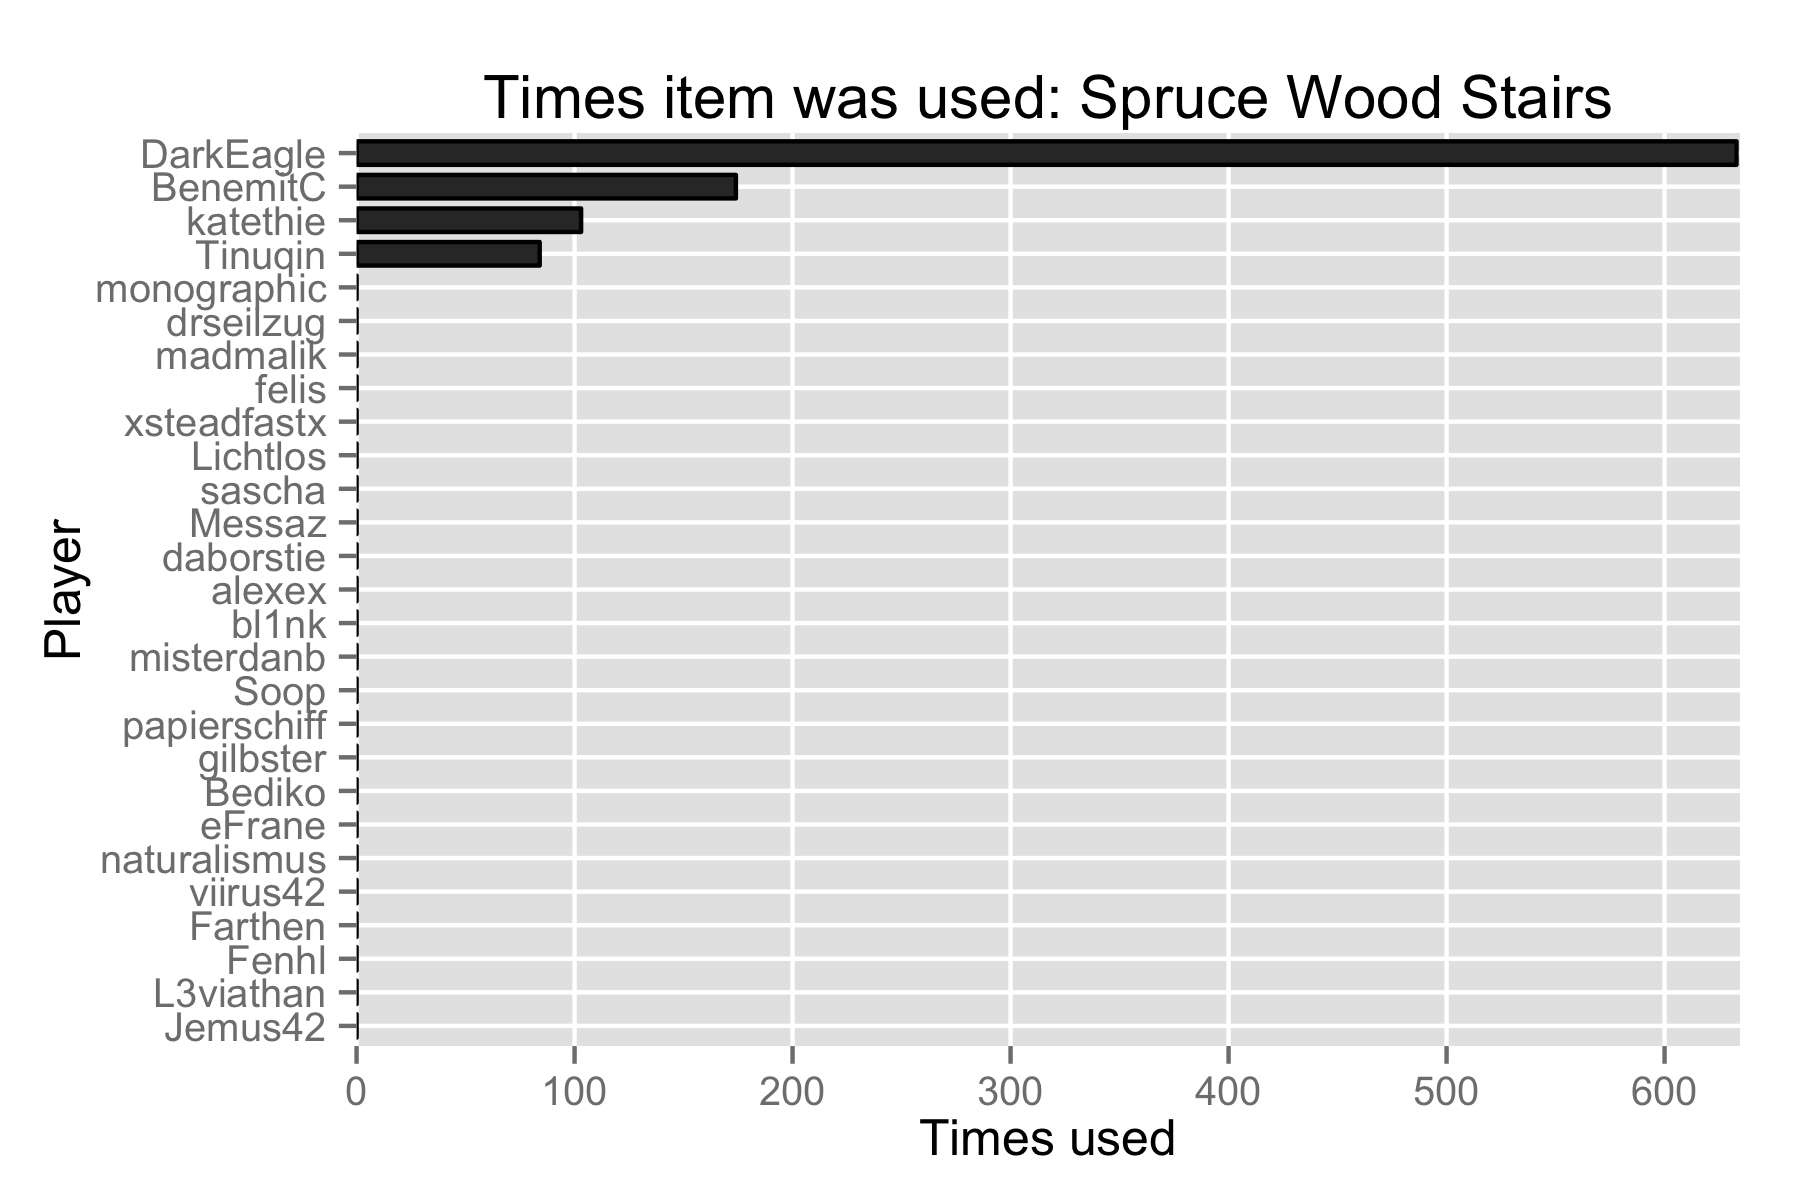 Times item was used: Spruce Wood Stairs
DarkEagle
BenemitC
katethie
Tinuqin
monographic
drseilzug
madmalik
felis
xsteadfastx
Lichtlos
sascha
Messaz
daborstie
alexex
bl1nk
misterdanb
Soop
papierschiff
gilbster
Bediko
eFrane
naturalismus
viirus42
Farthen
Fenhl
L3viathan
Jemus42
Player
0 100 200 300 400 500 600
Times used